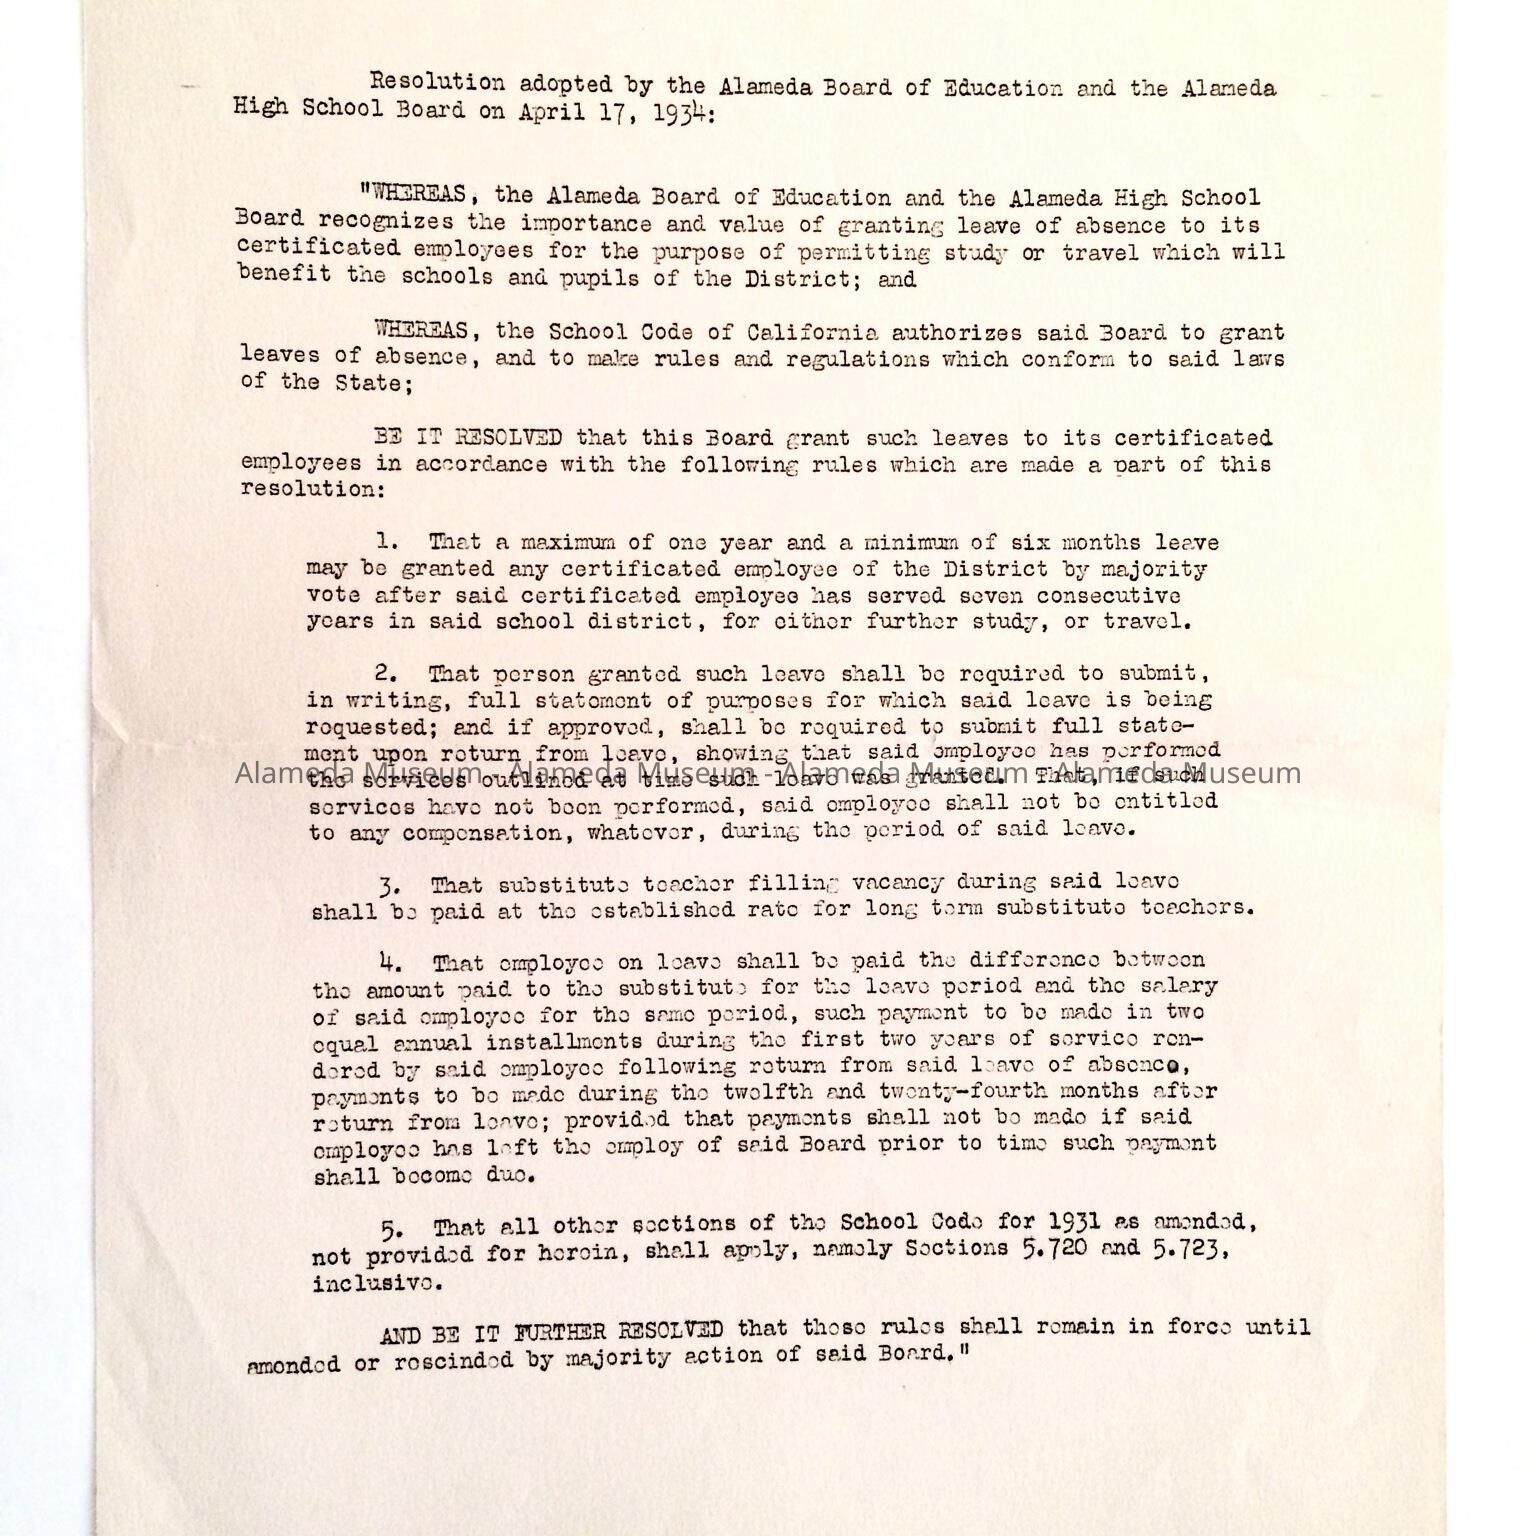 Resolution adopted by the Alameda Board of Education and the Alameda
High School Board on April 17, 1934:
"WHEREAS, the Alameda Board of Education and the Alameda High School
Board recognizes the importance and value of granting leave of absence to its
certificated employees for the purpose of permitting study or travel which will
benefit the schools and pupils of the District; and
WHEREAS, the School Code of California authorizes said Board to grant
leaves of absence, and to make rules and regulations which conform to said laws
of the State;
BE IT RESOLVED that this Board grant such leaves to its certificated
employees in accordance with the following rules which are made a part of this
resolution:
1. That a maximum of one year and a minimum of six months leave
may be granted any certificated employee of the District by majority
vote after said certificated employee has served seven consecutive
years in said school district, for either further study, or travel.
2. That person granted such leave shall be required to submit,
in writing, full statement of purposes for which said leave is being
requested; and if approved, shall be required to submit full state-
ment upon return from leave, showing that said employee has performed
the services outlined at time such leave was granted. That, if such
Alameda Museum - Alameda Museum - Alameda Museum - Alameda Museum
services have not been performed, said employee shall not be entitled
to any compensation, whatever, during the period of said leave.
3. That substitute teacher filling vacancy during said leave
shall be paid at the established rate for long term substitute teachers.
4. That employee on leave shall be paid the difference between
the amount paid to the substitute for the leave period and the salary
of said employee for the same period, such payment to be made in two
equal annual installments during the first two years of service ren-
dered by said employee following return from said leave of absence,
payments to be made during the twelfth and twenty-fourth months after
return from leave; provided that payments shall not be made if said
employee has left the employ of said Board prior to time such payment
shall become due.
5. That all other sections of the School Code for 1931 as amended,
not provided for herein, shall apply, namely Sections 5.720 and 5.723,
inclusive.
AND BE IT FURTHER RESOLVED that these rules shall remain in force until
amended or rescinded by majority action of said Board."